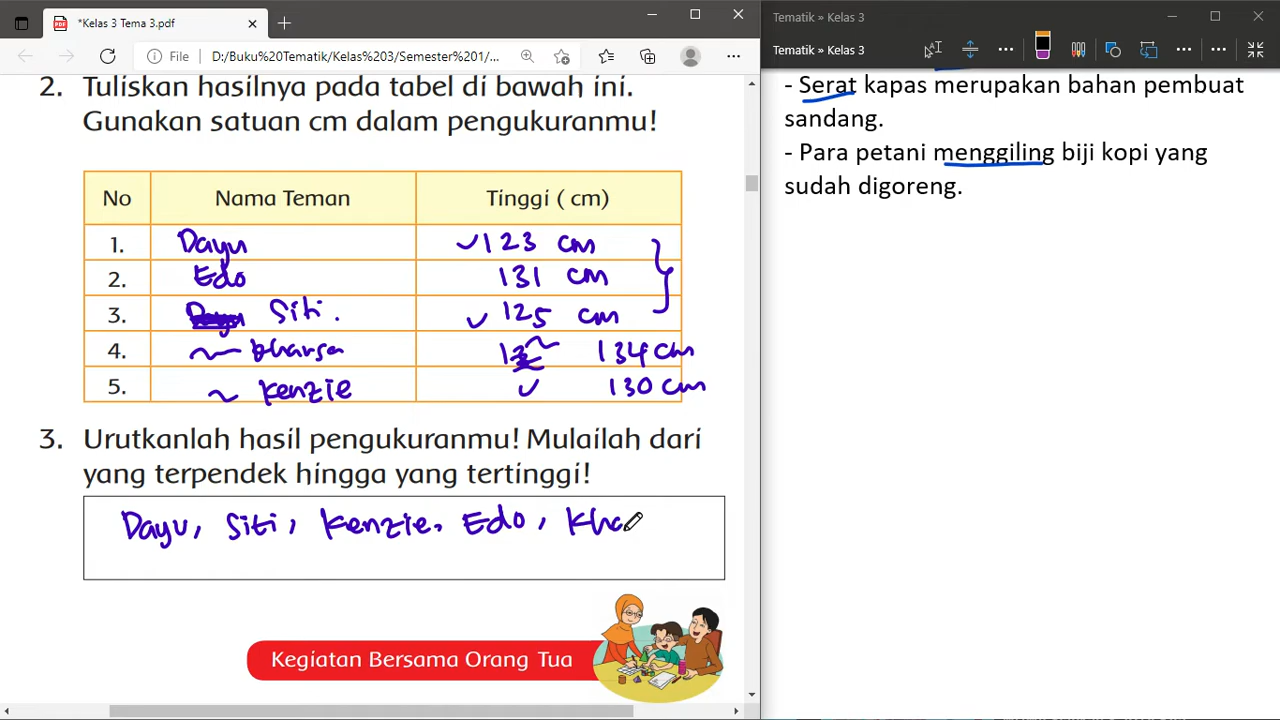 *Kelas 3 Tema 3.pdf
File D:/Buku%20Tematik/Kelas%203/Semester%201/...
2. Tuliskan hasilnya pada tabel di bawah ini.
Gunakan satuan cm dalam pengukuranmu!
No Nama Teman Tinggi ( cm)
1. Dayu 123 cm
2. Edo 131 cm
3. Siti. 125 cm
4. kharsa 134 cm
5. kenzie 130 cm
3. Urutkanlah hasil pengukuranmu! Mulailah dari
yang terpendek hingga yang tertinggi!
Dayu, Siti, Kenzie, Edo, Kha
Kegiatan Bersama Orang Tua
Tematik » Kelas 3
Tematik » Kelas 3
- Serat kapas merupakan bahan pembuat
sandang.
- Para petani menggiling biji kopi yang
sudah digoreng.